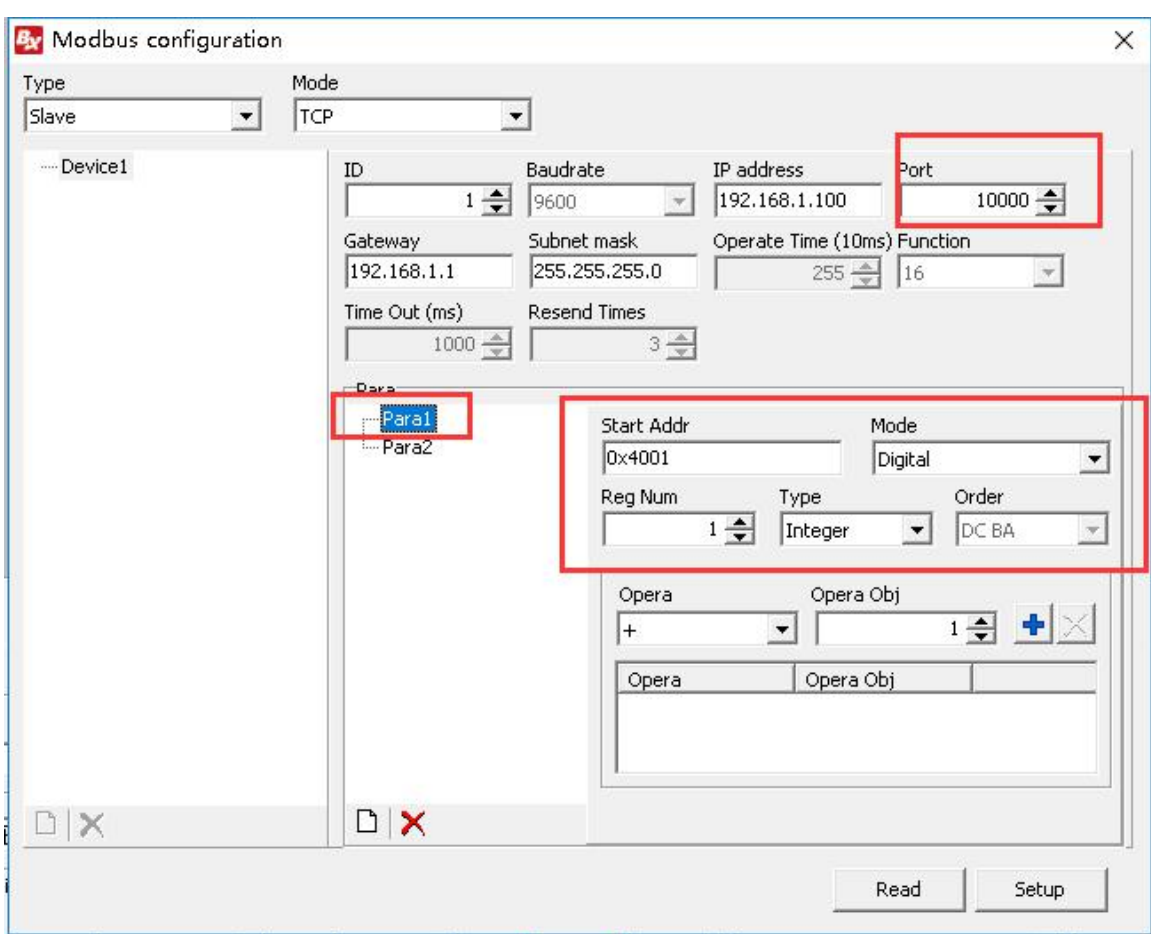 BX Modbus configuration
Type Mode
Slave TCP
Device1
ID Baudrate IP address Port
1 9600 192.168.1.100 10000
Gateway Subnet mask Operate Time (10ms) Function
192.168.1.1 255.255.255.0 255 16
Time Out (ms) Resend Times
1000 3
Para
Para1
Para2
Start Addr Mode
0x4001 Digital
Reg Num Type Order
1 Integer DC BA
Opera Opera Obj
+ 1
Opera Opera Obj
Read Setup